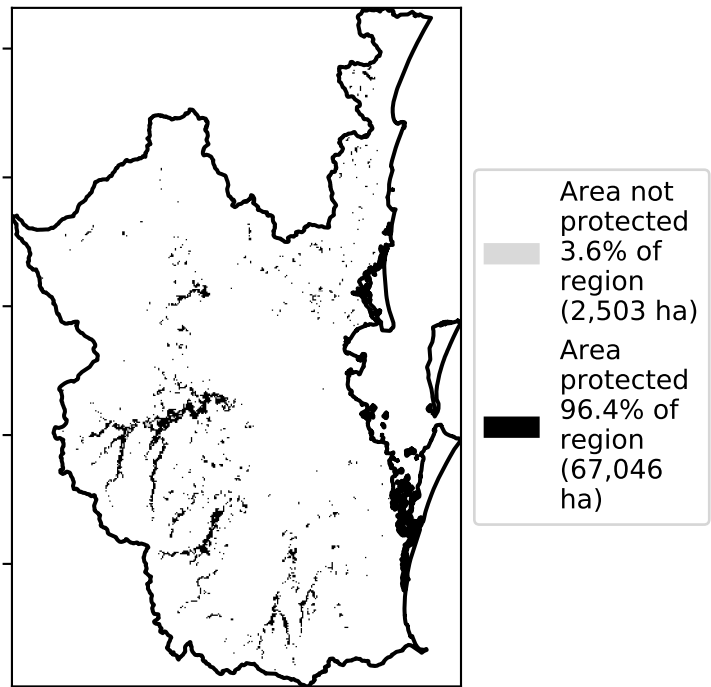 Area not
protected
3.6% of
region
(2,503 ha)
Area
protected
96.4% of
region
(67,046
ha)